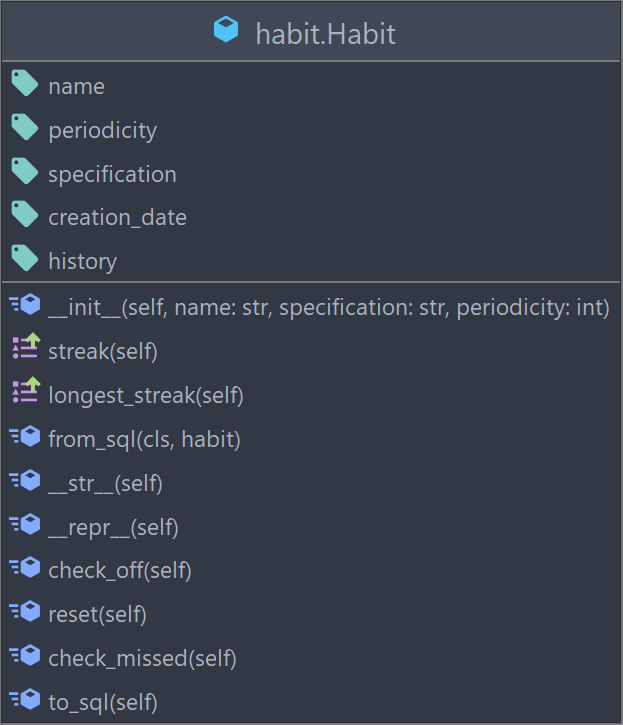 habit.Habit
name
periodicity
specification
creation_date
history
__init__(self, name: str, specification: str, periodicity: int)
streak(self)
longest_streak(self)
from_sql(cls, habit)
__str__(self)
__repr__(self)
check_off(self)
reset(self)
check_missed(self)
to_sql(self)